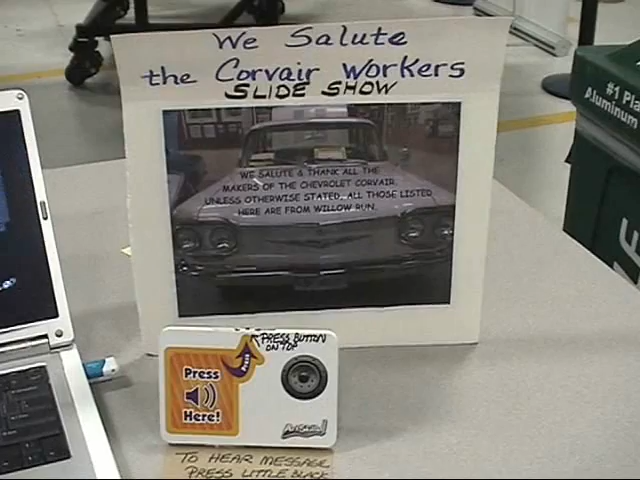 We Salute
the Corvair Workers
SLIDE SHOW
WE SALUTE & THANK ALL THE
MAKERS OF THE CHEVROLET CORVAIR.
UNLESS OTHERWISE STATED, ALL THOSE LISTED
HERE ARE FROM WILLOW RUN.
#1 Pla
Aluminum
PRESS BUTTON
ON TOP
Press
Press
Here!
TO HEAR MESSAGE
PRESS LITTLE BLACK